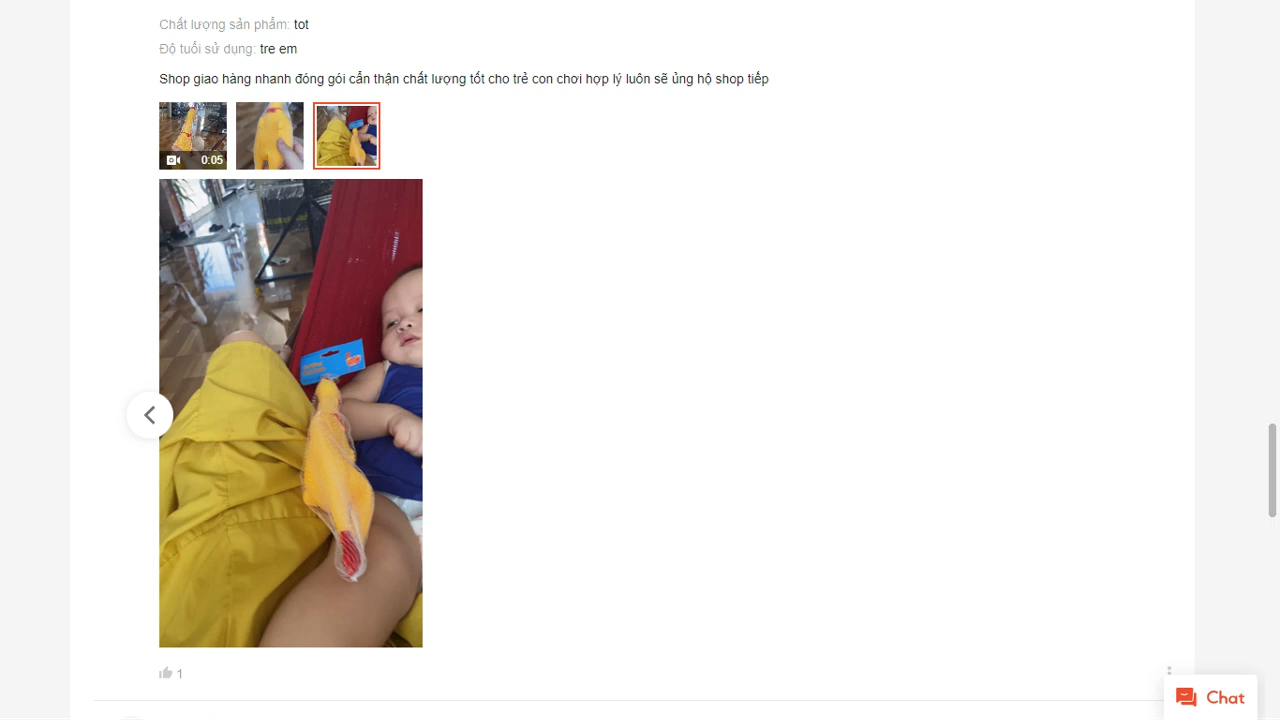 Chất lượng sản phẩm: tot
Độ tuổi sử dụng: tre em
Shop giao hàng nhanh đóng gói cẩn thận chất lượng tốt cho trẻ con chơi hợp lý luôn sẽ ủng hộ shop tiếp
0:05
1
Chat